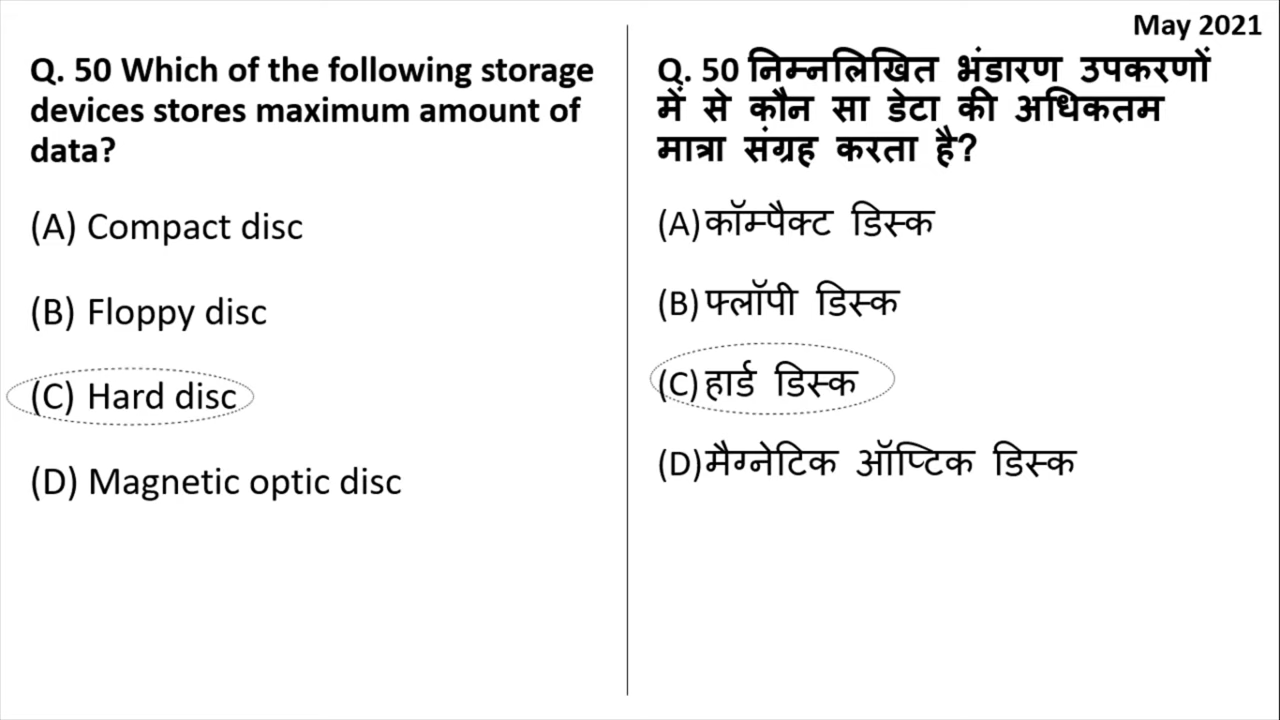 May 2021
Q. 50 Which of the following storage
devices stores maximum amount of
data?
(A) Compact disc
(B) Floppy disc
(C) Hard disc
(D) Magnetic optic disc
Q. 50 निम्नलिखित भंडारण उपकरणों
में से कौन सा डेटा की अधिकतम
मात्रा संग्रह करता है?
(A) कॉम्पैक्ट डिस्क
(B) फ्लॉपी डिस्क
(C) हार्ड डिस्क
(D) मैग्नेटिक ऑप्टिक डिस्क